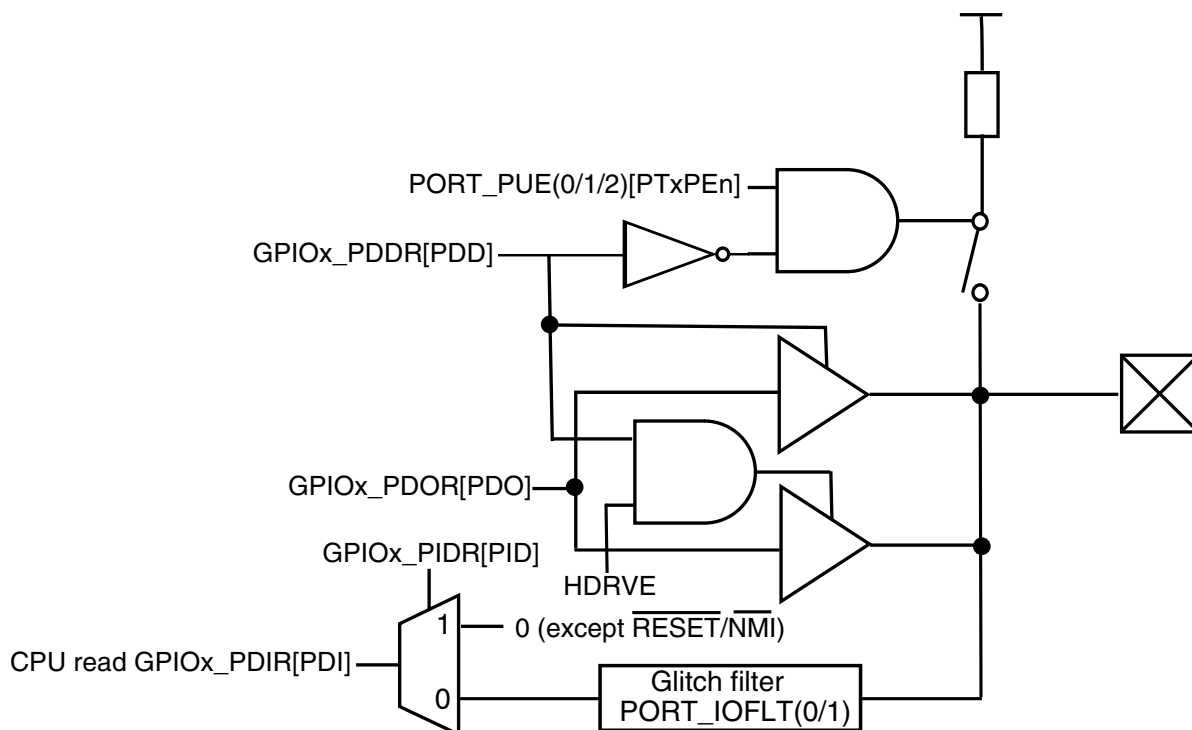 PORT_PUE(0/1/2)[PTxPEn]
GPIOx_PDDR[PDD]
GPIOx_PDOR[PDO]
HDRVE
GPIOx_PIDR[PID]
1
0 (except RESET/NMI)
CPU read GPIOx_PDIR[PDI]
0
Glitch filter
PORT_IOFLT(0/1)